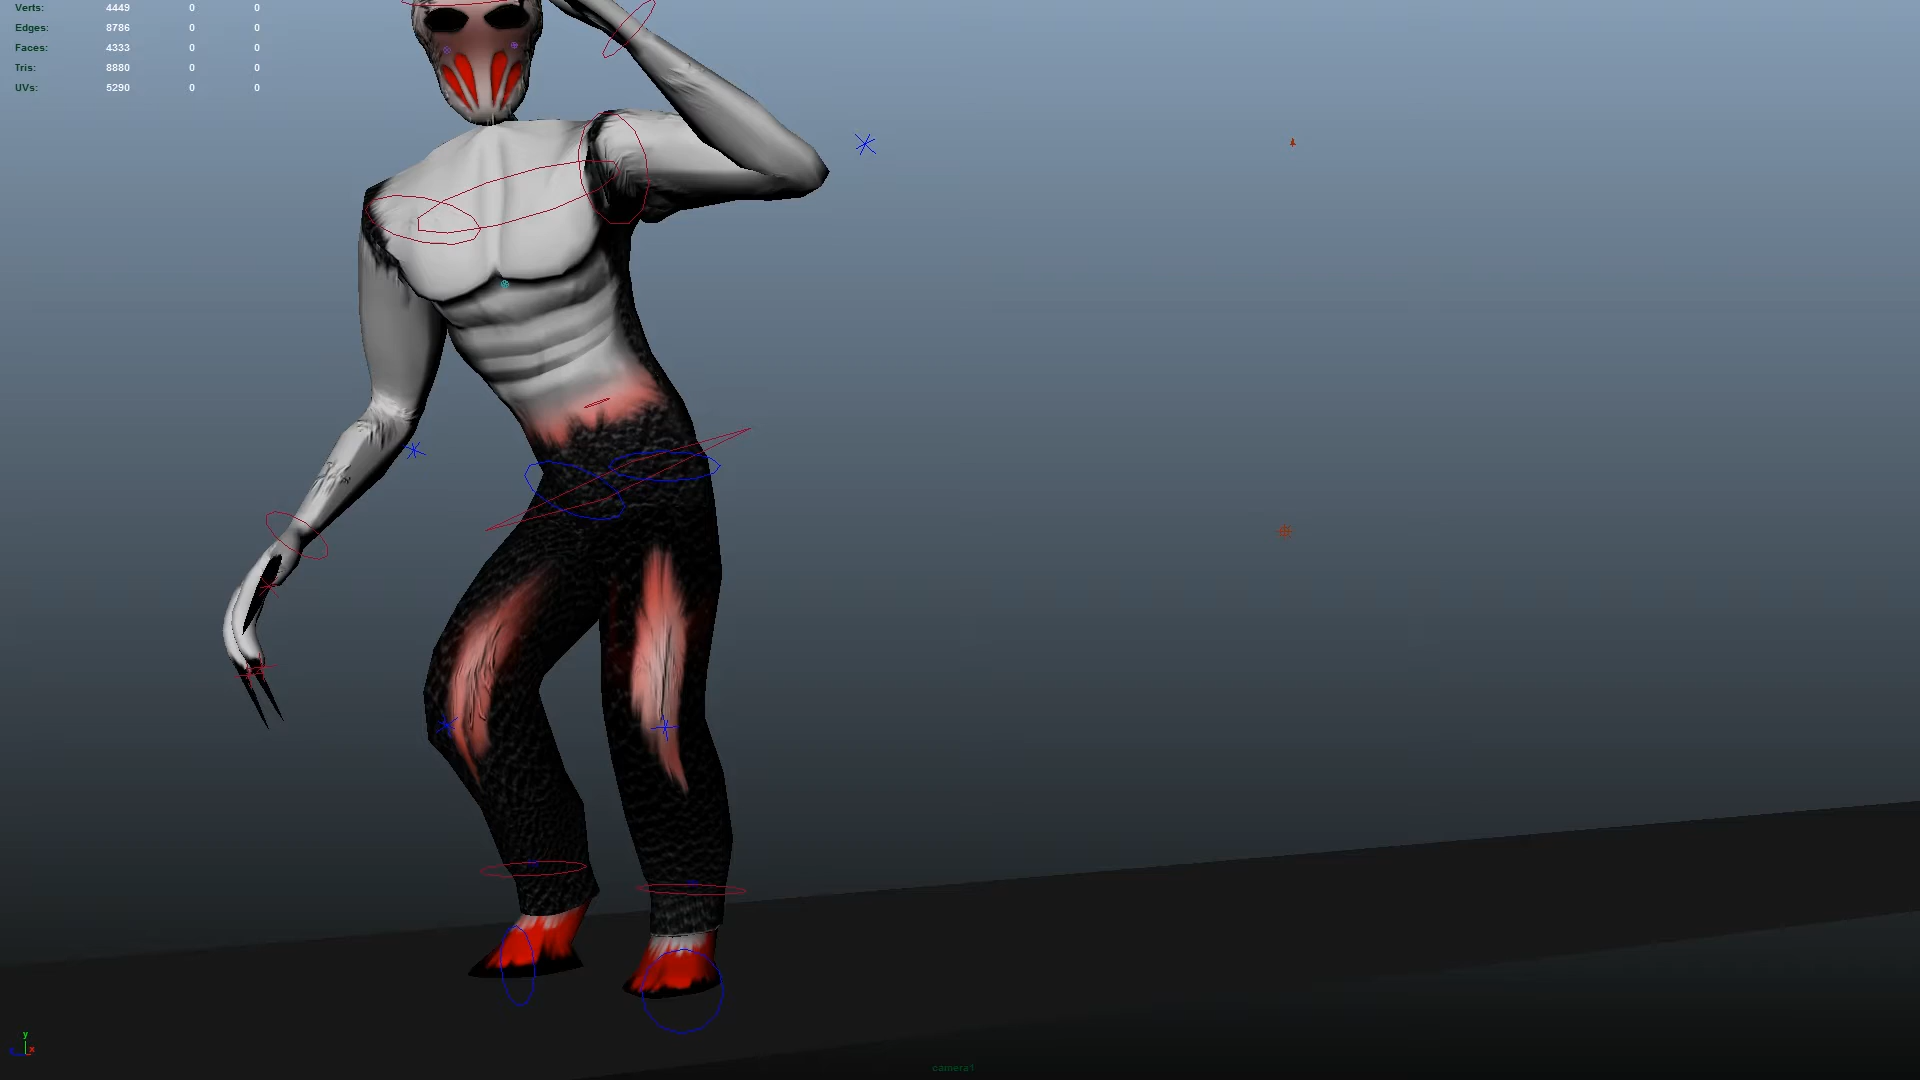 Verts: 4449 0 0
Edges: 8786 0 0
Faces: 4333 0 0
Tris: 8880 0 0
UVs: 5290 0 0
y
x
camera1